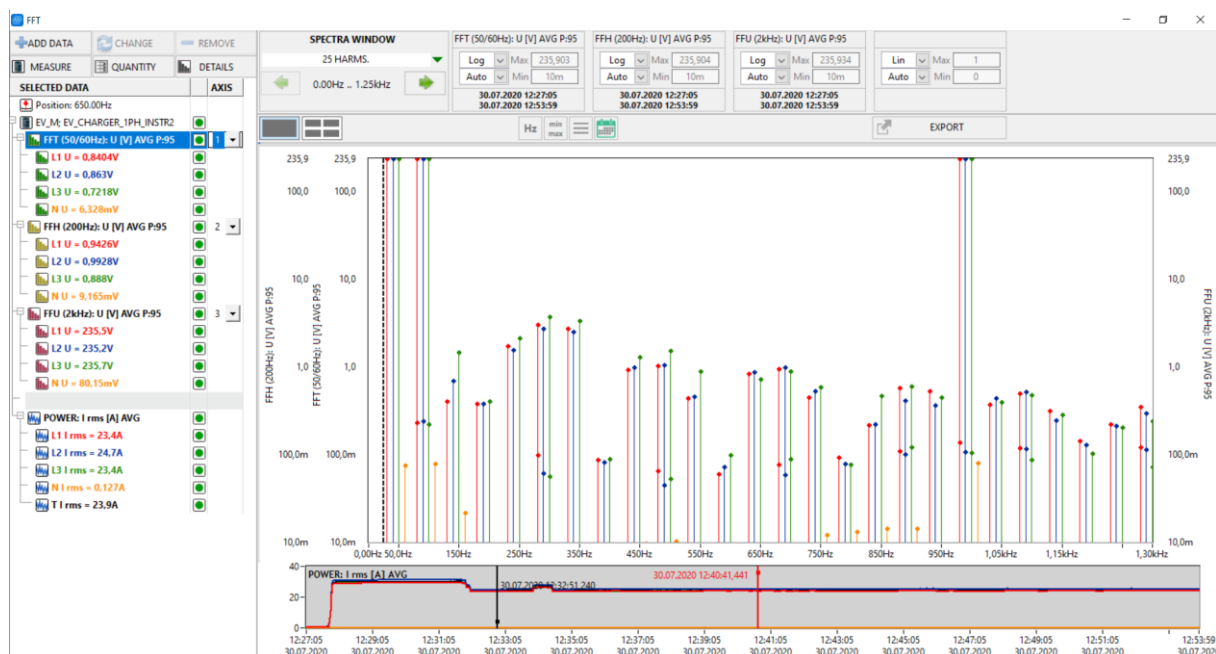 FFT
ADD DATA CHANGE REMOVE
MEASURE QUANTITY DETAILS
SELECTED DATA AXIS
Position: 650.00Hz
EV_M; EV_CHARGER_1PH_INSTR2
FFT (50/60Hz): U [V] AVG P:95 1
L1 U = 0,8404V
L2 U = 0,863V
L3 U = 0,7218V
N U = 6,328mV
FFH (200Hz): U [V] AVG P:95 2
L1 U = 0,9426V
L2 U = 0,9928V
L3 U = 0,888V
N U = 9,165mV
FFU (2kHz): U [V] AVG P:95 3
L1 U = 235,5V
L2 U = 235,2V
L3 U = 235,7V
N U = 80,15mV
POWER: I rms [A] AVG
L1 I rms = 23,4A
L2 I rms = 24,7A
L3 I rms = 23,4A
N I rms = 0,127A
T I rms = 23,9A
SPECTRA WINDOW
25 HARMS.
0.00Hz .. 1.25kHz
FFT (50/60Hz): U [V] AVG P:95
Log Max 235,903
Auto Min 10m
30.07.2020 12:27:05
30.07.2020 12:53:59
FFH (200Hz): U [V] AVG P:95
Log Max 235,904
Auto Min 10m
30.07.2020 12:27:05
30.07.2020 12:53:59
FFU (2kHz): U [V] AVG P:95
Log Max 235,934
Auto Min 10m
30.07.2020 12:27:05
30.07.2020 12:53:59
Lin Max 1
Auto Min 0
Hz min max EXPORT
235,9 235,9 235,9
100,0 100,0 100,0
10,0 10,0 10,0
1,0 1,0 1,0
100,0m 100,0m 100,0m
10,0m 10,0m 10,0m
FFH (200Hz): U [V] AVG P:95
FFT (50/60Hz): U [V] AVG P:95
FFU (2kHz): U [V] AVG P:95
0,00Hz 50,0Hz 150Hz 250Hz 350Hz 450Hz 550Hz 650Hz 750Hz 850Hz 950Hz 1,05kHz 1,15kHz 1,30kHz
POWER: I rms [A] AVG
30.07.2020 12:32:51,240
30.07.2020 12:40:41,441
40
20
0
12:27:05 12:29:05 12:31:05 12:33:05 12:35:05 12:37:05 12:39:05 12:41:05 12:43:05 12:45:05 12:47:05 12:49:05 12:51:05 12:53:59
30.07.2020 30.07.2020 30.07.2020 30.07.2020 30.07.2020 30.07.2020 30.07.2020 30.07.2020 30.07.2020 30.07.2020 30.07.2020 30.07.2020 30.07.2020 30.07.2020